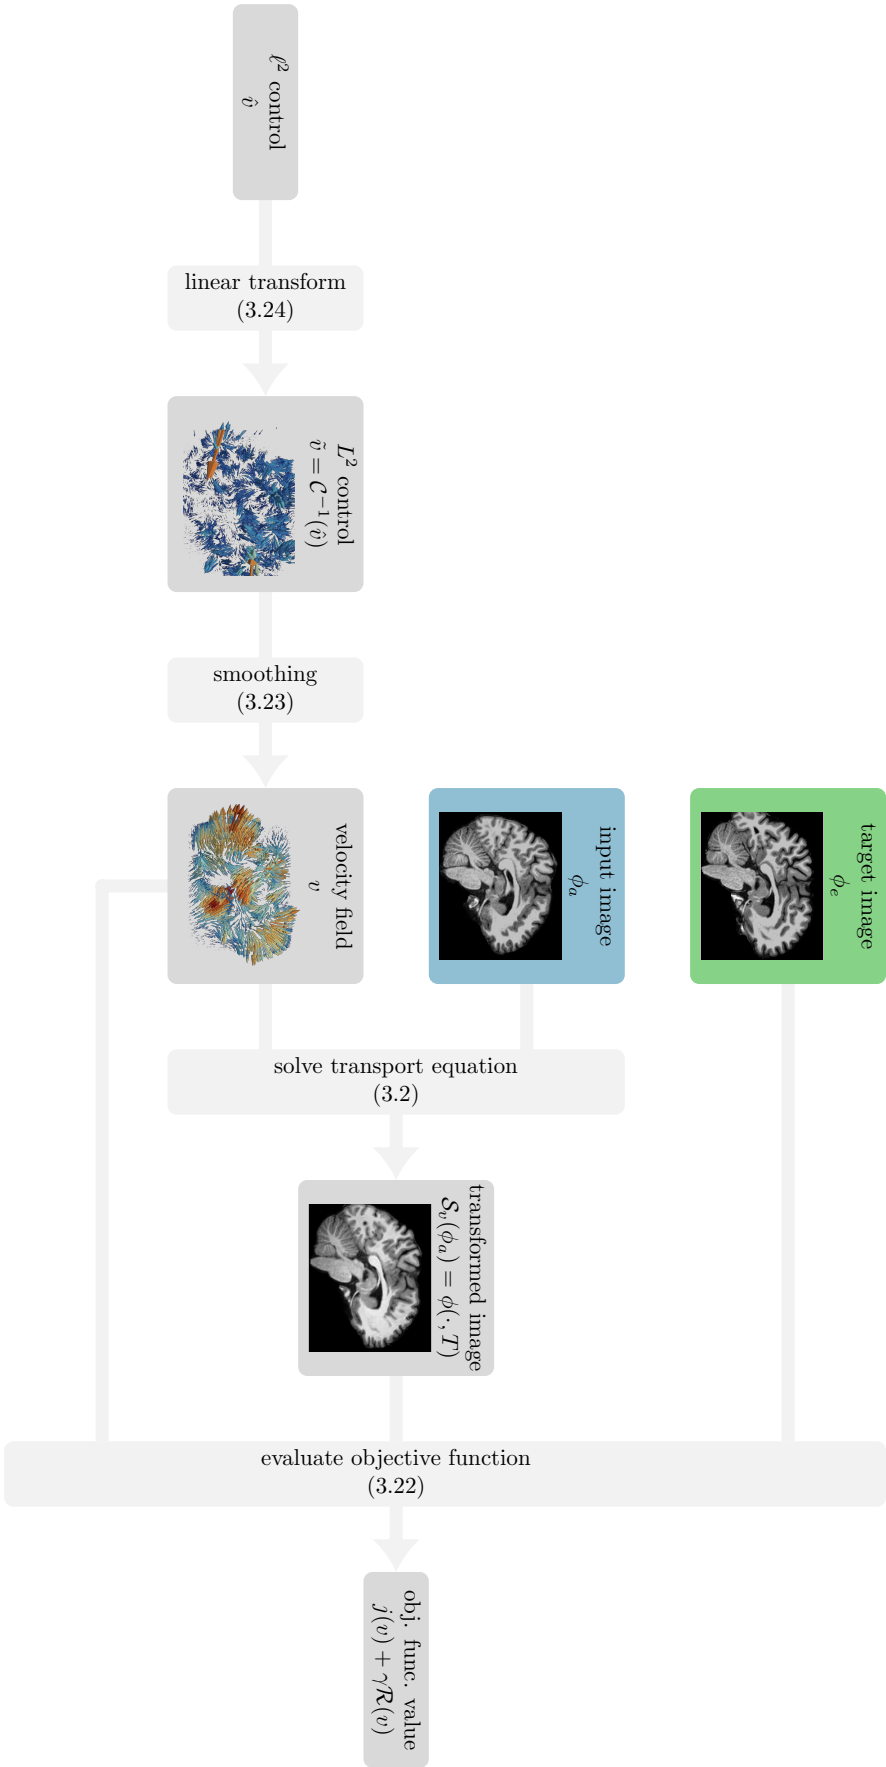 ℓ² control
v̂
linear transform
(3.24)
L² control
ṽ = 𝒞⁻¹(v̂)
smoothing
(3.23)
velocity field
v
input image
ϕₐ
target image
ϕₑ
solve transport equation
(3.2)
transformed image
𝒮ᵥ(ϕₐ) = ϕ(·, T)
evaluate objective function
(3.22)
obj. func. value
j(v) + γℛ(v)